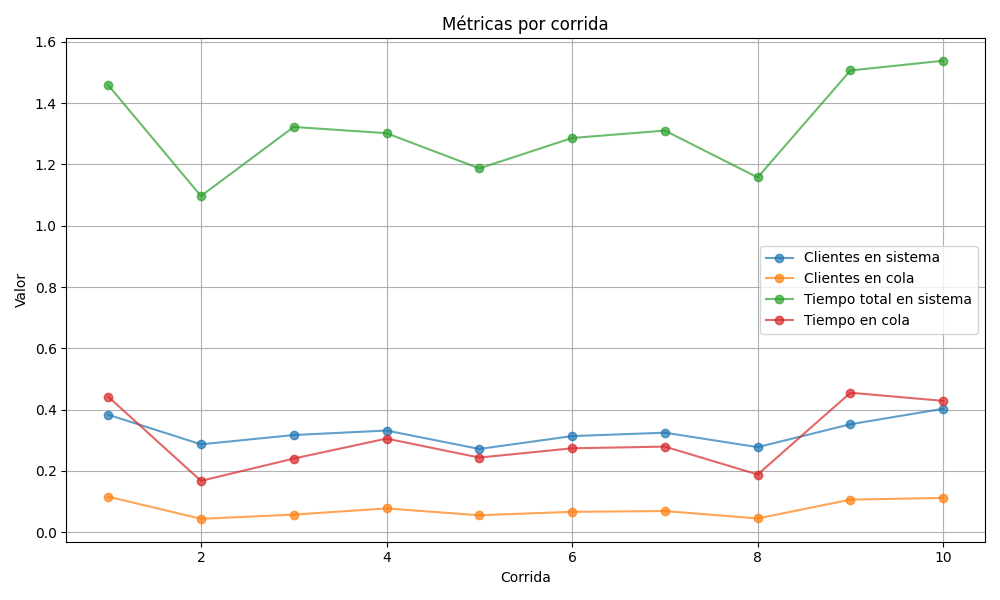 Métricas por corrida
1.6
1.4
1.2
1.0
0.8
0.6
0.4
0.2
0.0
Valor
Clientes en sistema
Clientes en cola
Tiempo total en sistema
Tiempo en cola
2
4
6
8
10
Corrida